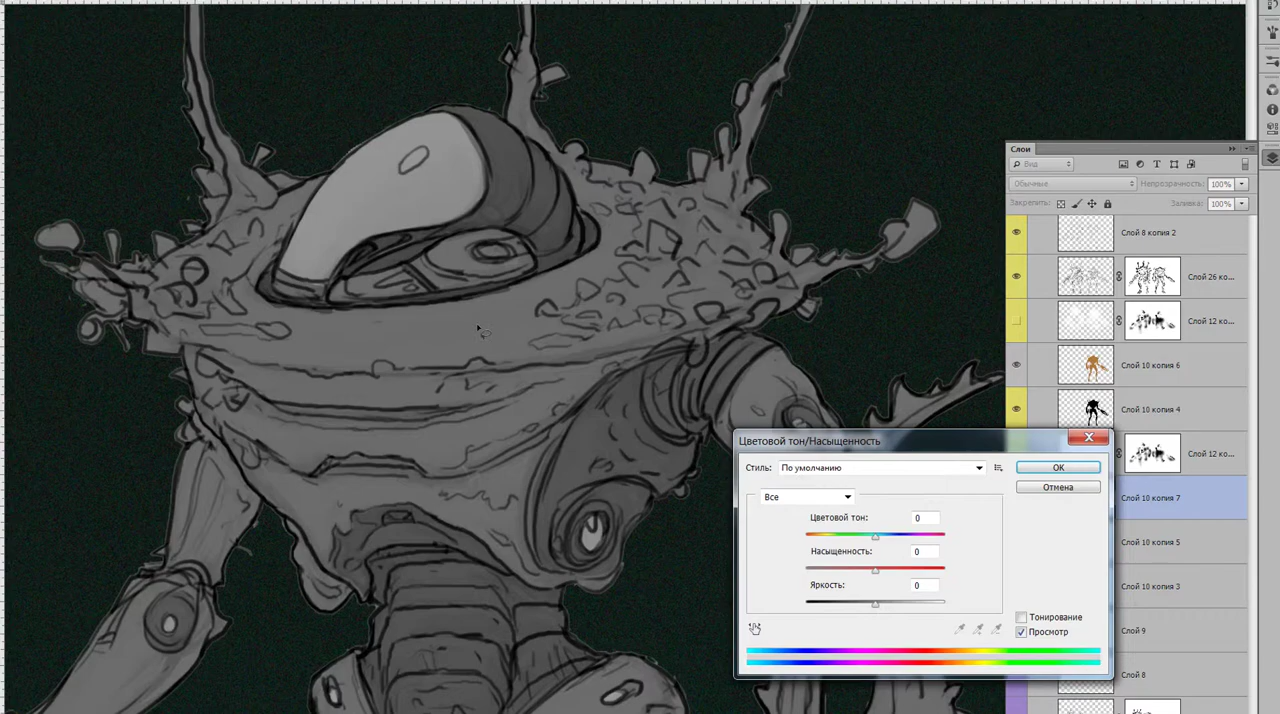 Слои
Вид
Обычные
Непрозрачность: 100%
Закрепить:
Заливка: 100%
Слой 8 копия 2
Слой 26 ко...
Слой 12 ко...
Слой 10 копия 6
Слой 10 копия 4
Слой 12 ко...
Слой 10 копия 7
Слой 10 копия 5
Слой 10 копия 3
Слой 9
Слой 8
Цветовой тон/Насыщенность
Стиль: По умолчанию
OK
Отмена
Все
Цветовой тон: 0
Насыщенность: 0
Яркость: 0
Тонирование
Просмотр